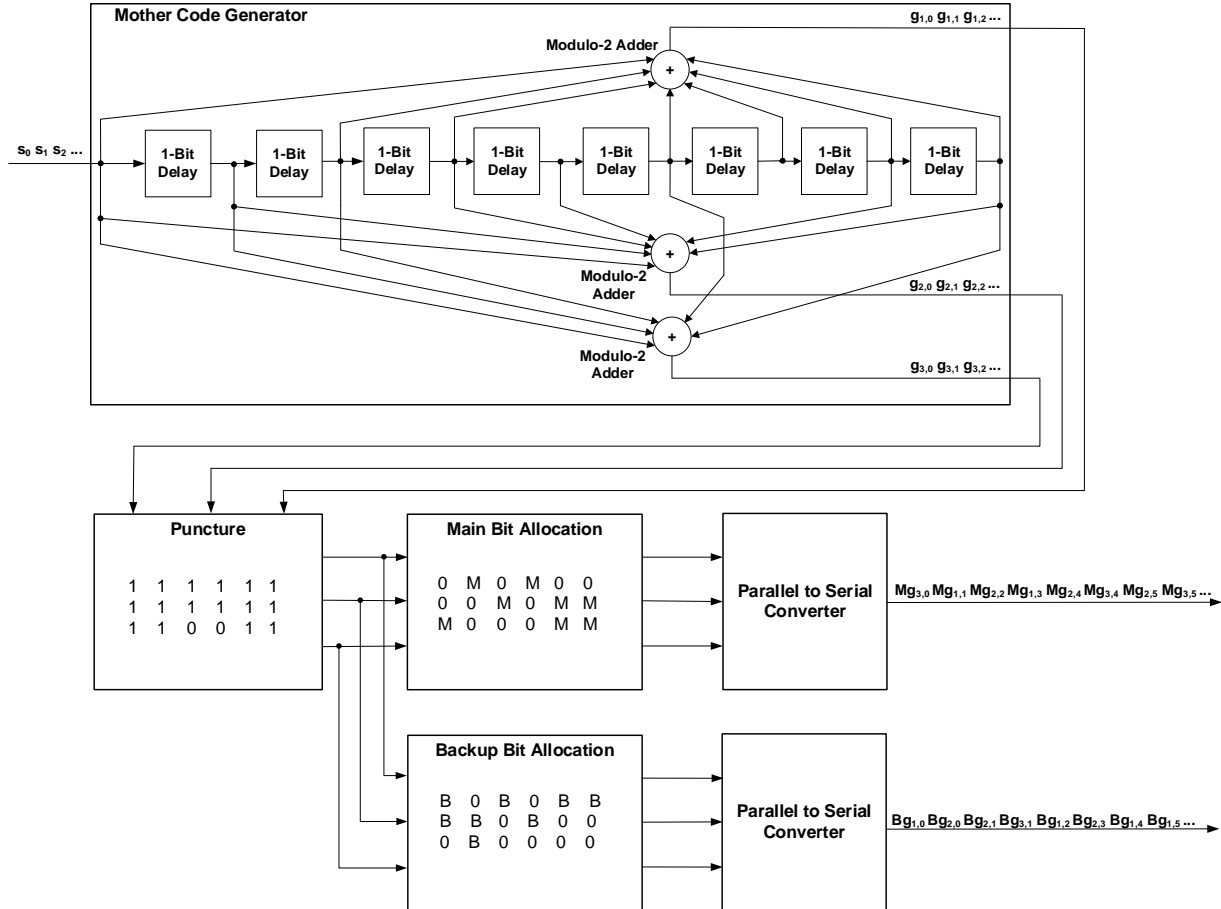 Mother Code Generator
g1,0 g1,1 g1,2 ...
Modulo-2 Adder
+
s0 s1 s2 ...
1-Bit
Delay
1-Bit
Delay
1-Bit
Delay
1-Bit
Delay
1-Bit
Delay
1-Bit
Delay
1-Bit
Delay
1-Bit
Delay
+
Modulo-2
Adder
g2,0 g2,1 g2,2 ...
+
Modulo-2
Adder
g3,0 g3,1 g3,2 ...
Puncture
1 1 1 1 1 1
1 1 1 1 1 1
1 1 0 0 1 1
Main Bit Allocation
0 M 0 M 0 0
0 0 M 0 M M
M 0 0 0 M M
Parallel to Serial
Converter
Mg3,0 Mg1,1 Mg2,2 Mg1,3 Mg2,4 Mg3,4 Mg2,5 Mg3,5 ...
Backup Bit Allocation
B 0 B 0 B B
B B 0 B 0 0
0 B 0 0 0 0
Parallel to Serial
Converter
Bg1,0 Bg2,0 Bg2,1 Bg3,1 Bg1,2 Bg2,3 Bg1,4 Bg1,5 ...